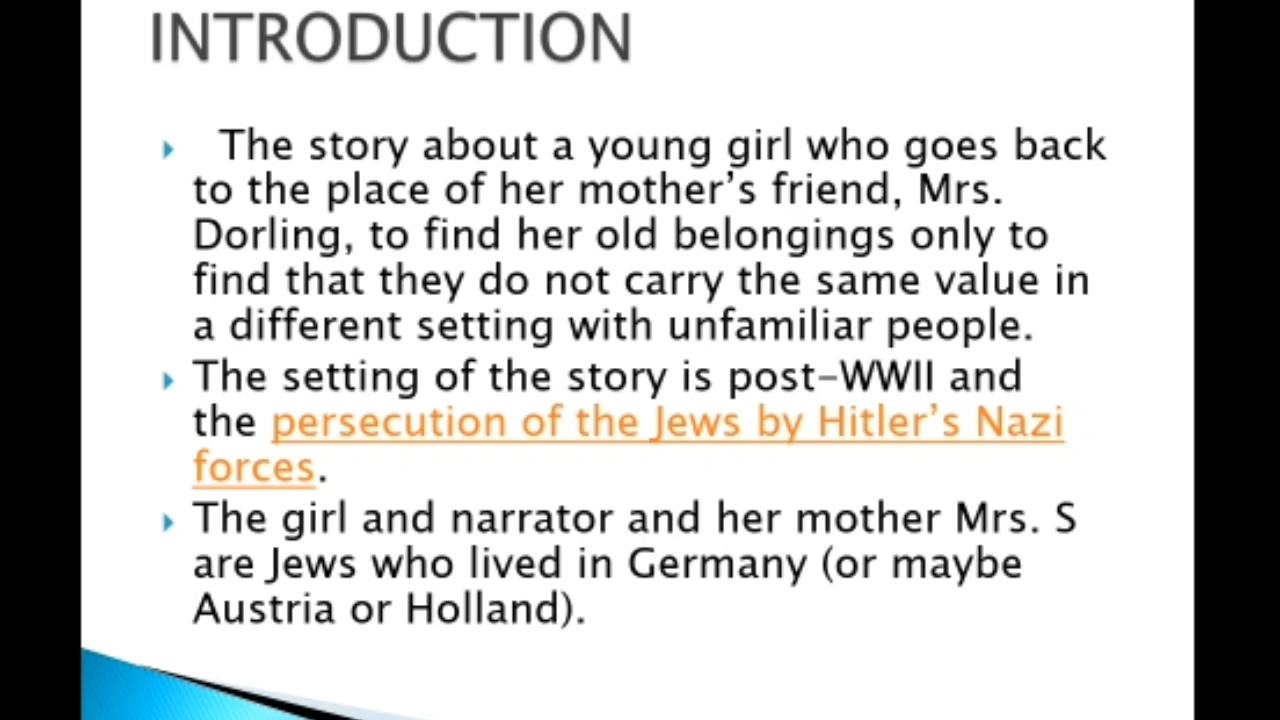 INTRODUCTION
The story about a young girl who goes back
to the place of her mother’s friend, Mrs.
Dorling, to find her old belongings only to
find that they do not carry the same value in
a different setting with unfamiliar people.
The setting of the story is post-WWII and
the persecution of the Jews by Hitler’s Nazi
forces.
The girl and narrator and her mother Mrs. S
are Jews who lived in Germany (or maybe
Austria or Holland).